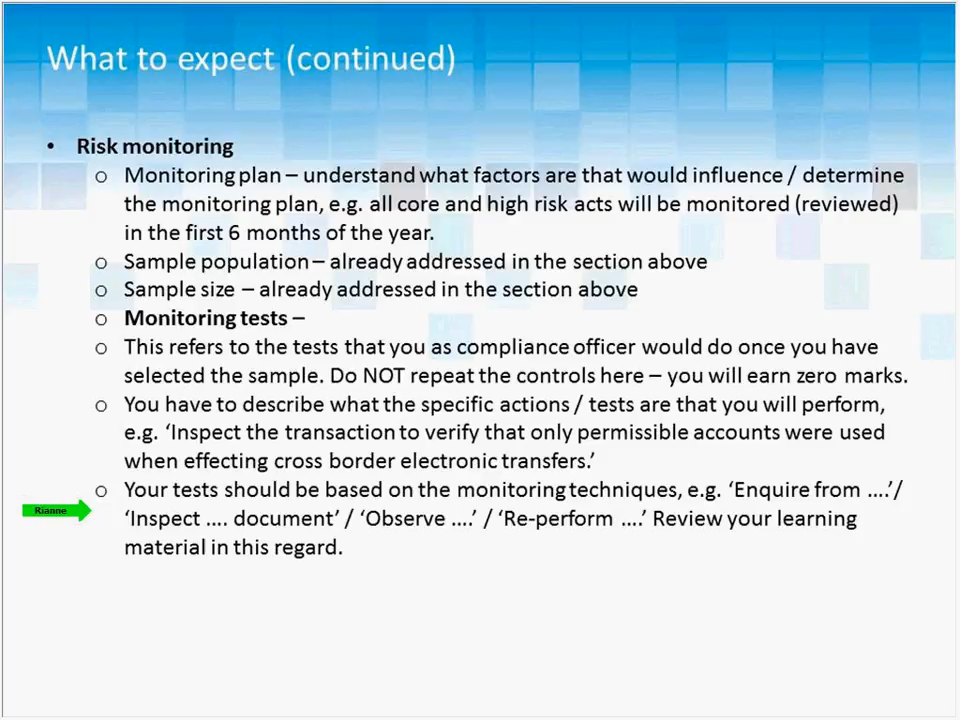 What to expect (continued)
• Risk monitoring
o Monitoring plan – understand what factors are that would influence / determine
the monitoring plan, e.g. all core and high risk acts will be monitored (reviewed)
in the first 6 months of the year.
o Sample population – already addressed in the section above
o Sample size – already addressed in the section above
o Monitoring tests –
o This refers to the tests that you as compliance officer would do once you have
selected the sample. Do NOT repeat the controls here – you will earn zero marks.
o You have to describe what the specific actions / tests are that you will perform,
e.g. ‘Inspect the transaction to verify that only permissible accounts were used
when effecting cross border electronic transfers.’
o Your tests should be based on the monitoring techniques, e.g. ‘Enquire from ….’/
Rianne
‘Inspect …. document’ / ‘Observe ….’ / ‘Re-perform ….’ Review your learning
material in this regard.